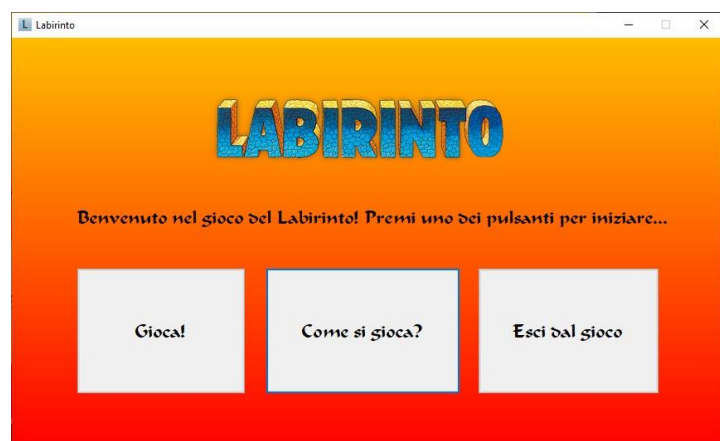 L Labirinto
LABIRINTO
Benvenuto nel gioco del Labirinto! Premi uno dei pulsanti per iniziare...
Gioca! Come si gioca? Esci dal gioco